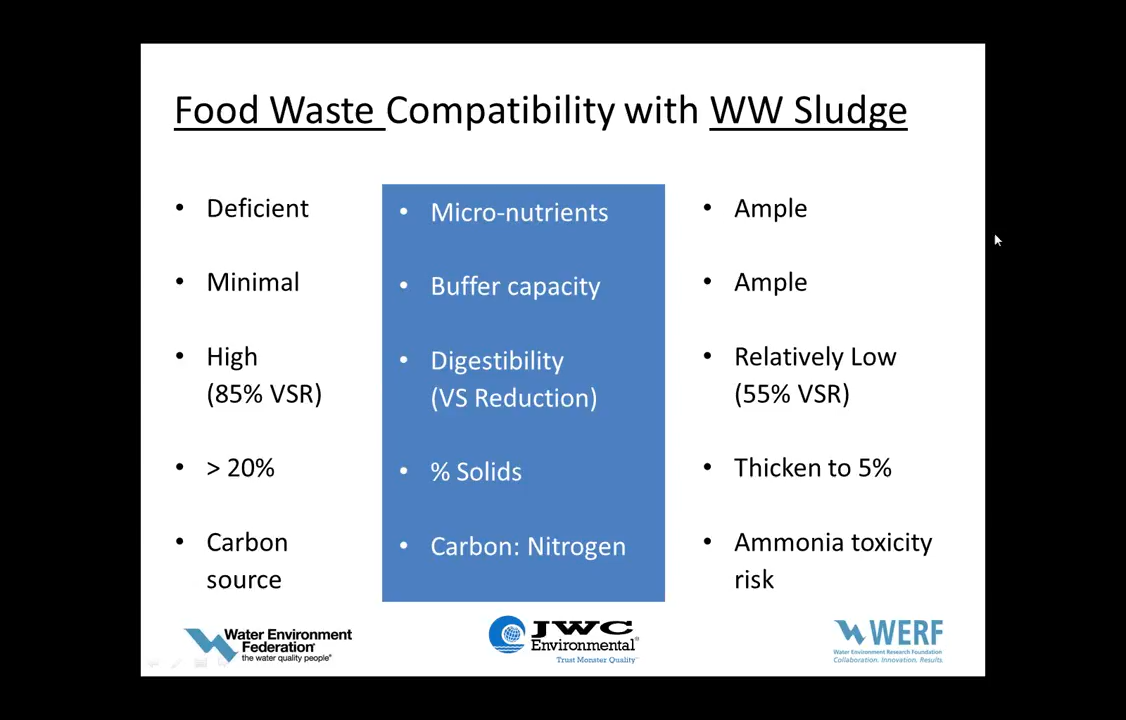 Food Waste Compatibility with WW Sludge
• Deficient
• Micro-nutrients
• Ample
• Minimal
• Buffer capacity
• Ample
• High
(85% VSR)
• Digestibility
(VS Reduction)
• Relatively Low
(55% VSR)
• > 20%
• % Solids
• Thicken to 5%
• Carbon
source
• Carbon: Nitrogen
• Ammonia toxicity
risk
Water Environment
Federation®
the water quality people®
JWC
Environmental®
Trust Monster Quality™
WERF
Water Environment Research Foundation
Collaboration. Innovation. Results.